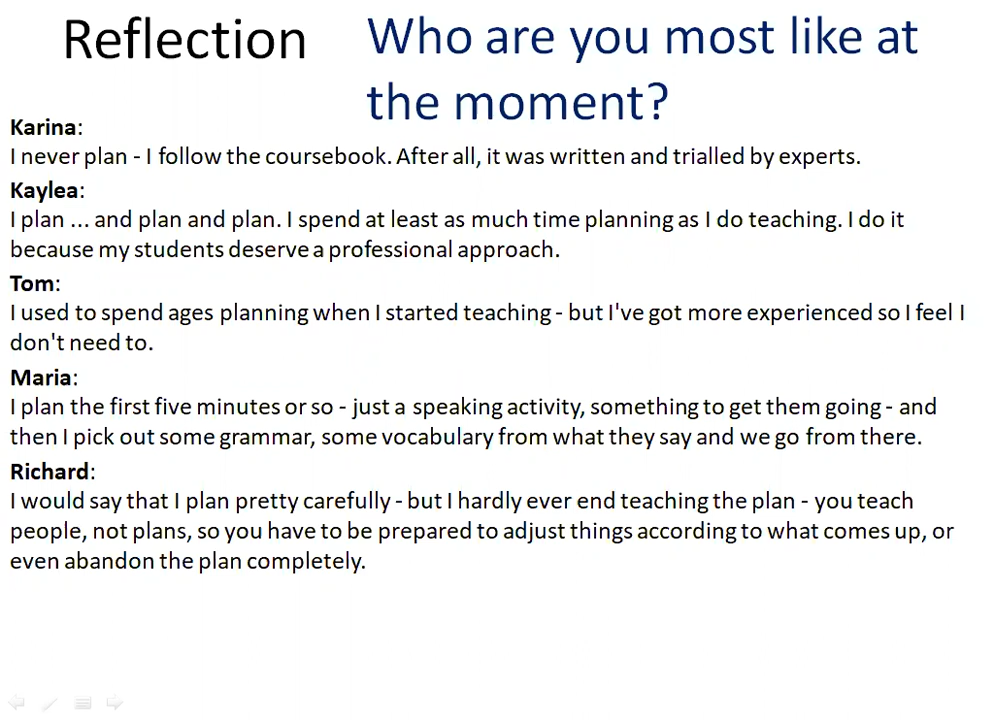 Reflection
Who are you most like at
the moment?
Karina:
I never plan - I follow the coursebook. After all, it was written and trialled by experts.
Kaylea:
I plan ... and plan and plan. I spend at least as much time planning as I do teaching. I do it
because my students deserve a professional approach.
Tom:
I used to spend ages planning when I started teaching - but I've got more experienced so I feel I
don't need to.
Maria:
I plan the first five minutes or so - just a speaking activity, something to get them going - and
then I pick out some grammar, some vocabulary from what they say and we go from there.
Richard:
I would say that I plan pretty carefully - but I hardly ever end teaching the plan - you teach
people, not plans, so you have to be prepared to adjust things according to what comes up, or
even abandon the plan completely.